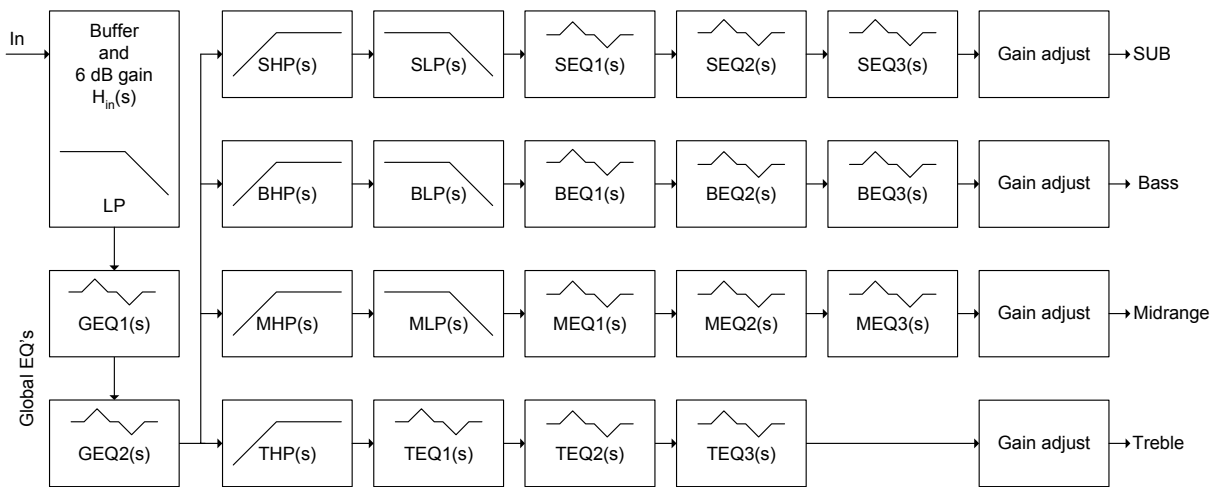 In
Buffer
and
6 dB gain
Hin(s)
LP
Global EQ's
GEQ1(s)
GEQ2(s)
SHP(s)
SLP(s)
SEQ1(s)
SEQ2(s)
SEQ3(s)
Gain adjust
SUB
BHP(s)
BLP(s)
BEQ1(s)
BEQ2(s)
BEQ3(s)
Gain adjust
Bass
MHP(s)
MLP(s)
MEQ1(s)
MEQ2(s)
MEQ3(s)
Gain adjust
Midrange
THP(s)
TEQ1(s)
TEQ2(s)
TEQ3(s)
Gain adjust
Treble